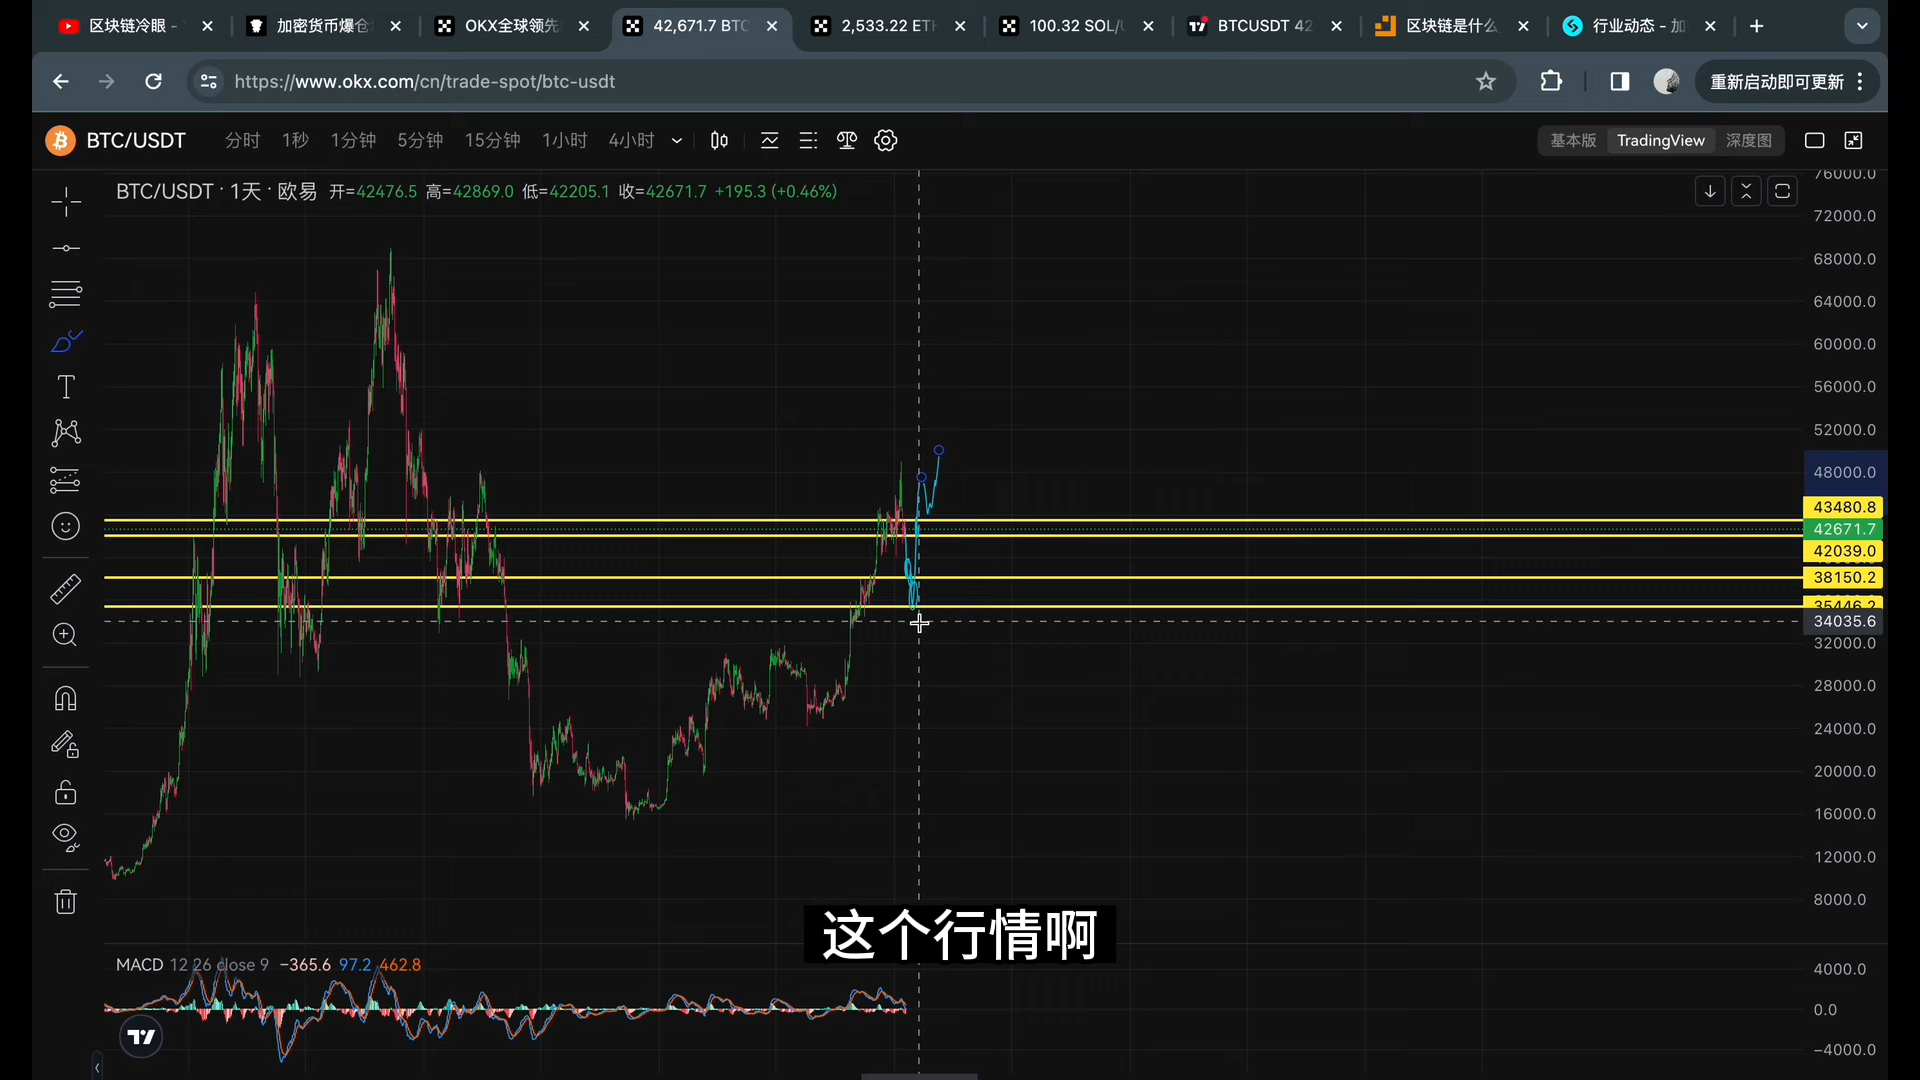 区块链冷眼 -
加密货币爆仓
OKX全球领先
42,671.7 BTC
2,533.22 ETH
100.32 SOL/U
BTCUSDT 42
区块链是什么
行业动态 - 加
https://www.okx.com/cn/trade-spot/btc-usdt
重新启动即可更新
BTC/USDT
分时 1秒 1分钟 5分钟 15分钟 1小时 4小时
基本版 TradingView 深度图
BTC/USDT · 1天 · 欧易 开=42476.5 高=42869.0 低=42205.1 收=42671.7 +195.3 (+0.46%)
76000.0
72000.0
68000.0
64000.0
60000.0
56000.0
52000.0
48000.0
43480.8
42671.7
42039.0
38150.2
35446.2
34035.6
32000.0
28000.0
24000.0
20000.0
16000.0
12000.0
8000.0
这个行情啊
MACD 12 26 close 9 −365.6 97.2 462.8
4000.0
0.0
−4000.0